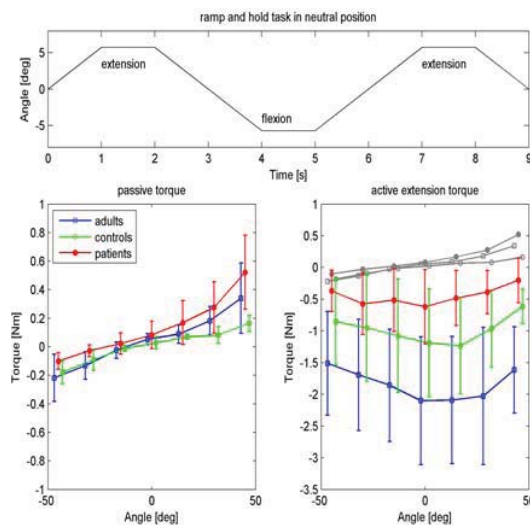 ramp and hold task in neutral position
Angle [deg]
5
0
-5
extension
flexion
extension
0 1 2 3 4 5 6 7 8 9
Time [s]
passive torque
Torque [Nm]
1
0.8
0.6
0.4
0.2
0
-0.2
-0.4
-0.6
-0.8
-1
adults
controls
patients
-50 0 50
Angle [deg]
active extension torque
Torque [Nm]
1
0.5
0
-0.5
-1
-1.5
-2
-2.5
-3
-3.5
-50 0 50
Angle [deg]